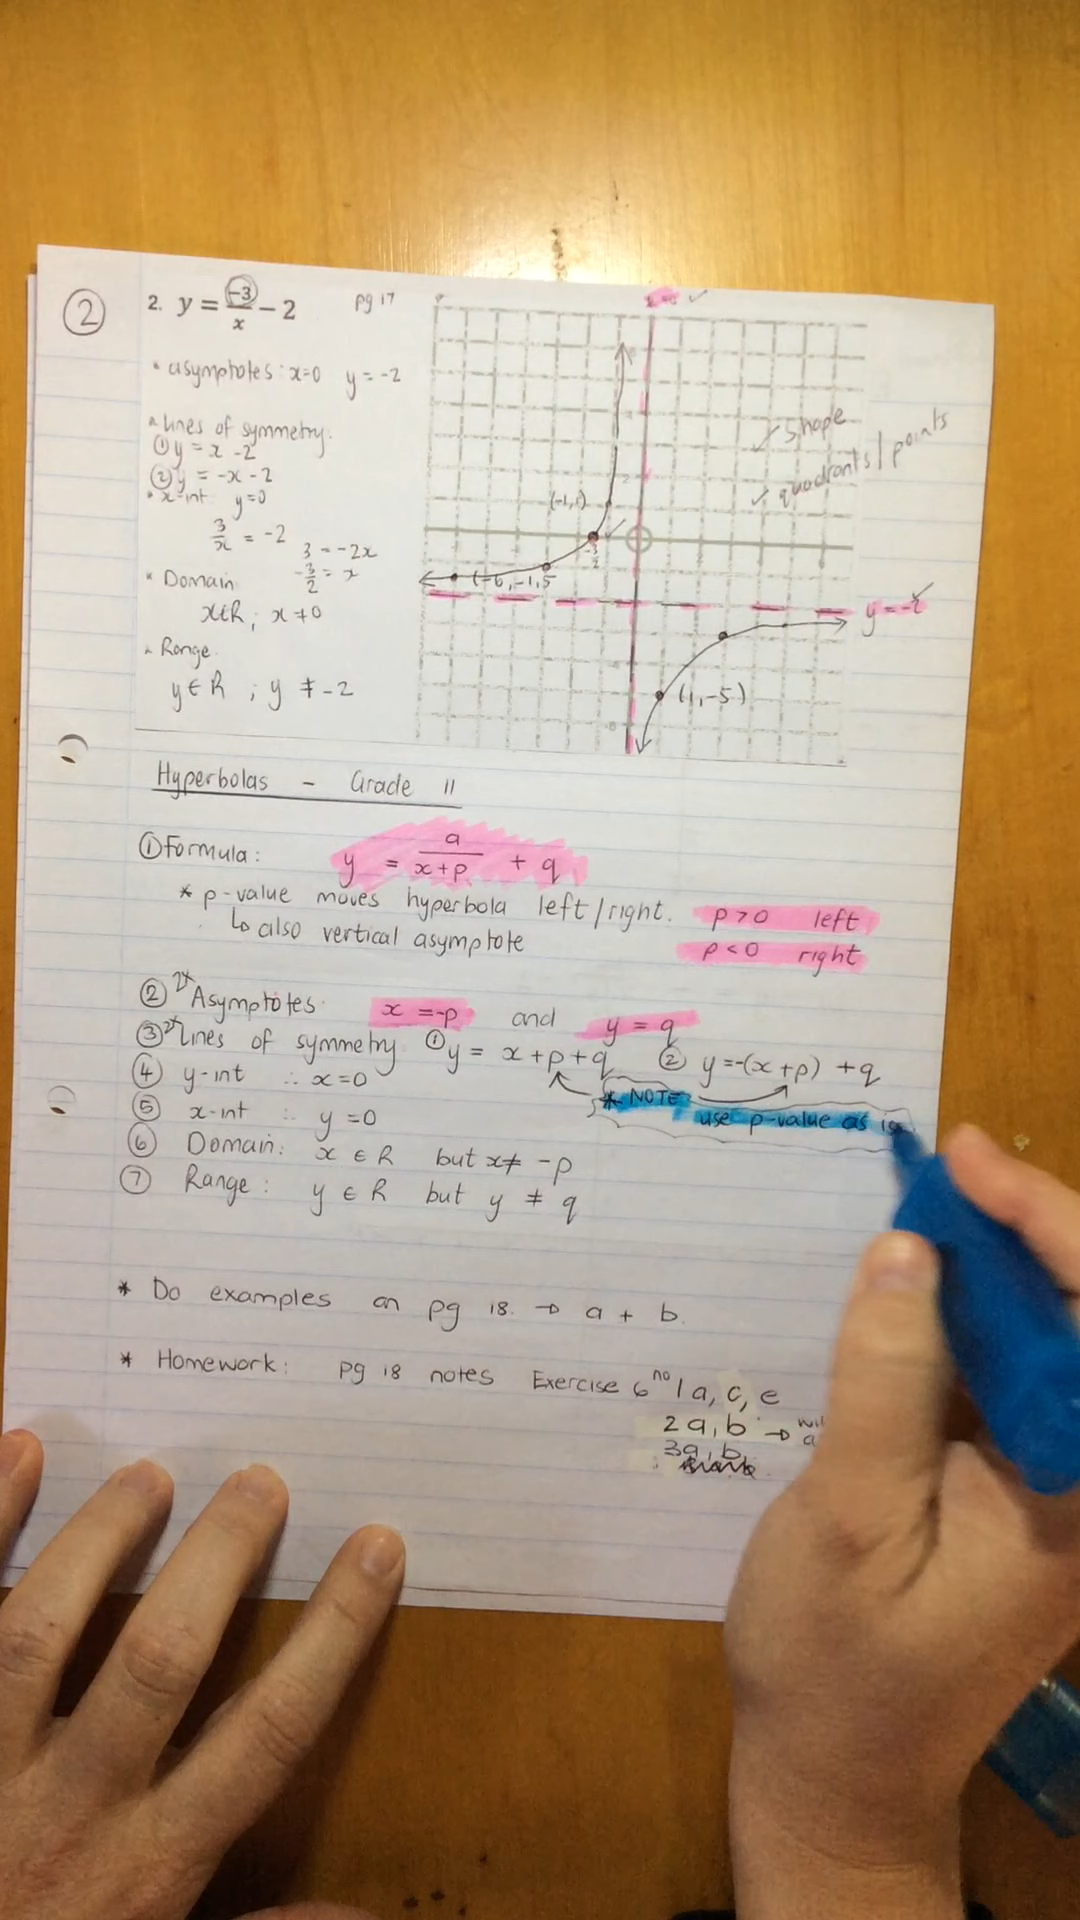 2
2. y = -3/x - 2 pg 17
* asymptotes: x=0 y = -2
* lines of symmetry.
① y = x - 2
② y = -x - 2
* x-int y=0
3/x = -2
3 = -2x
-3/2 = x
* Domain
x∈R; x≠0
* Range.
y∈R ; y ≠ -2
✓ shape
✓ quadrants/points
(-1,1)
-3/2
(-6,-1,5
y=-2
(1,-5)
Hyperbolas - Grade 11
① Formula: y = a/(x+p) + q
* p-value moves hyperbola left/right. p>0 left
↳ also vertical asymptote p<0 right
② 2x Asymptotes: x = -p and y = q
③ 2x lines of symmetry ① y = x+p+q ② y=-(x+p) +q
④ y-int ∴ x=0
* NOTE
use p-value as
⑤ x-int ∴ y=0
⑥ Domain: x ∈ R but x≠ -p
⑦ Range: y ∈ R but y ≠ q
* Do examples on pg 18. → a + b.
* Homework: pg 18 notes Exercise 6 no 1a, c, e
2a, b →
3a, b